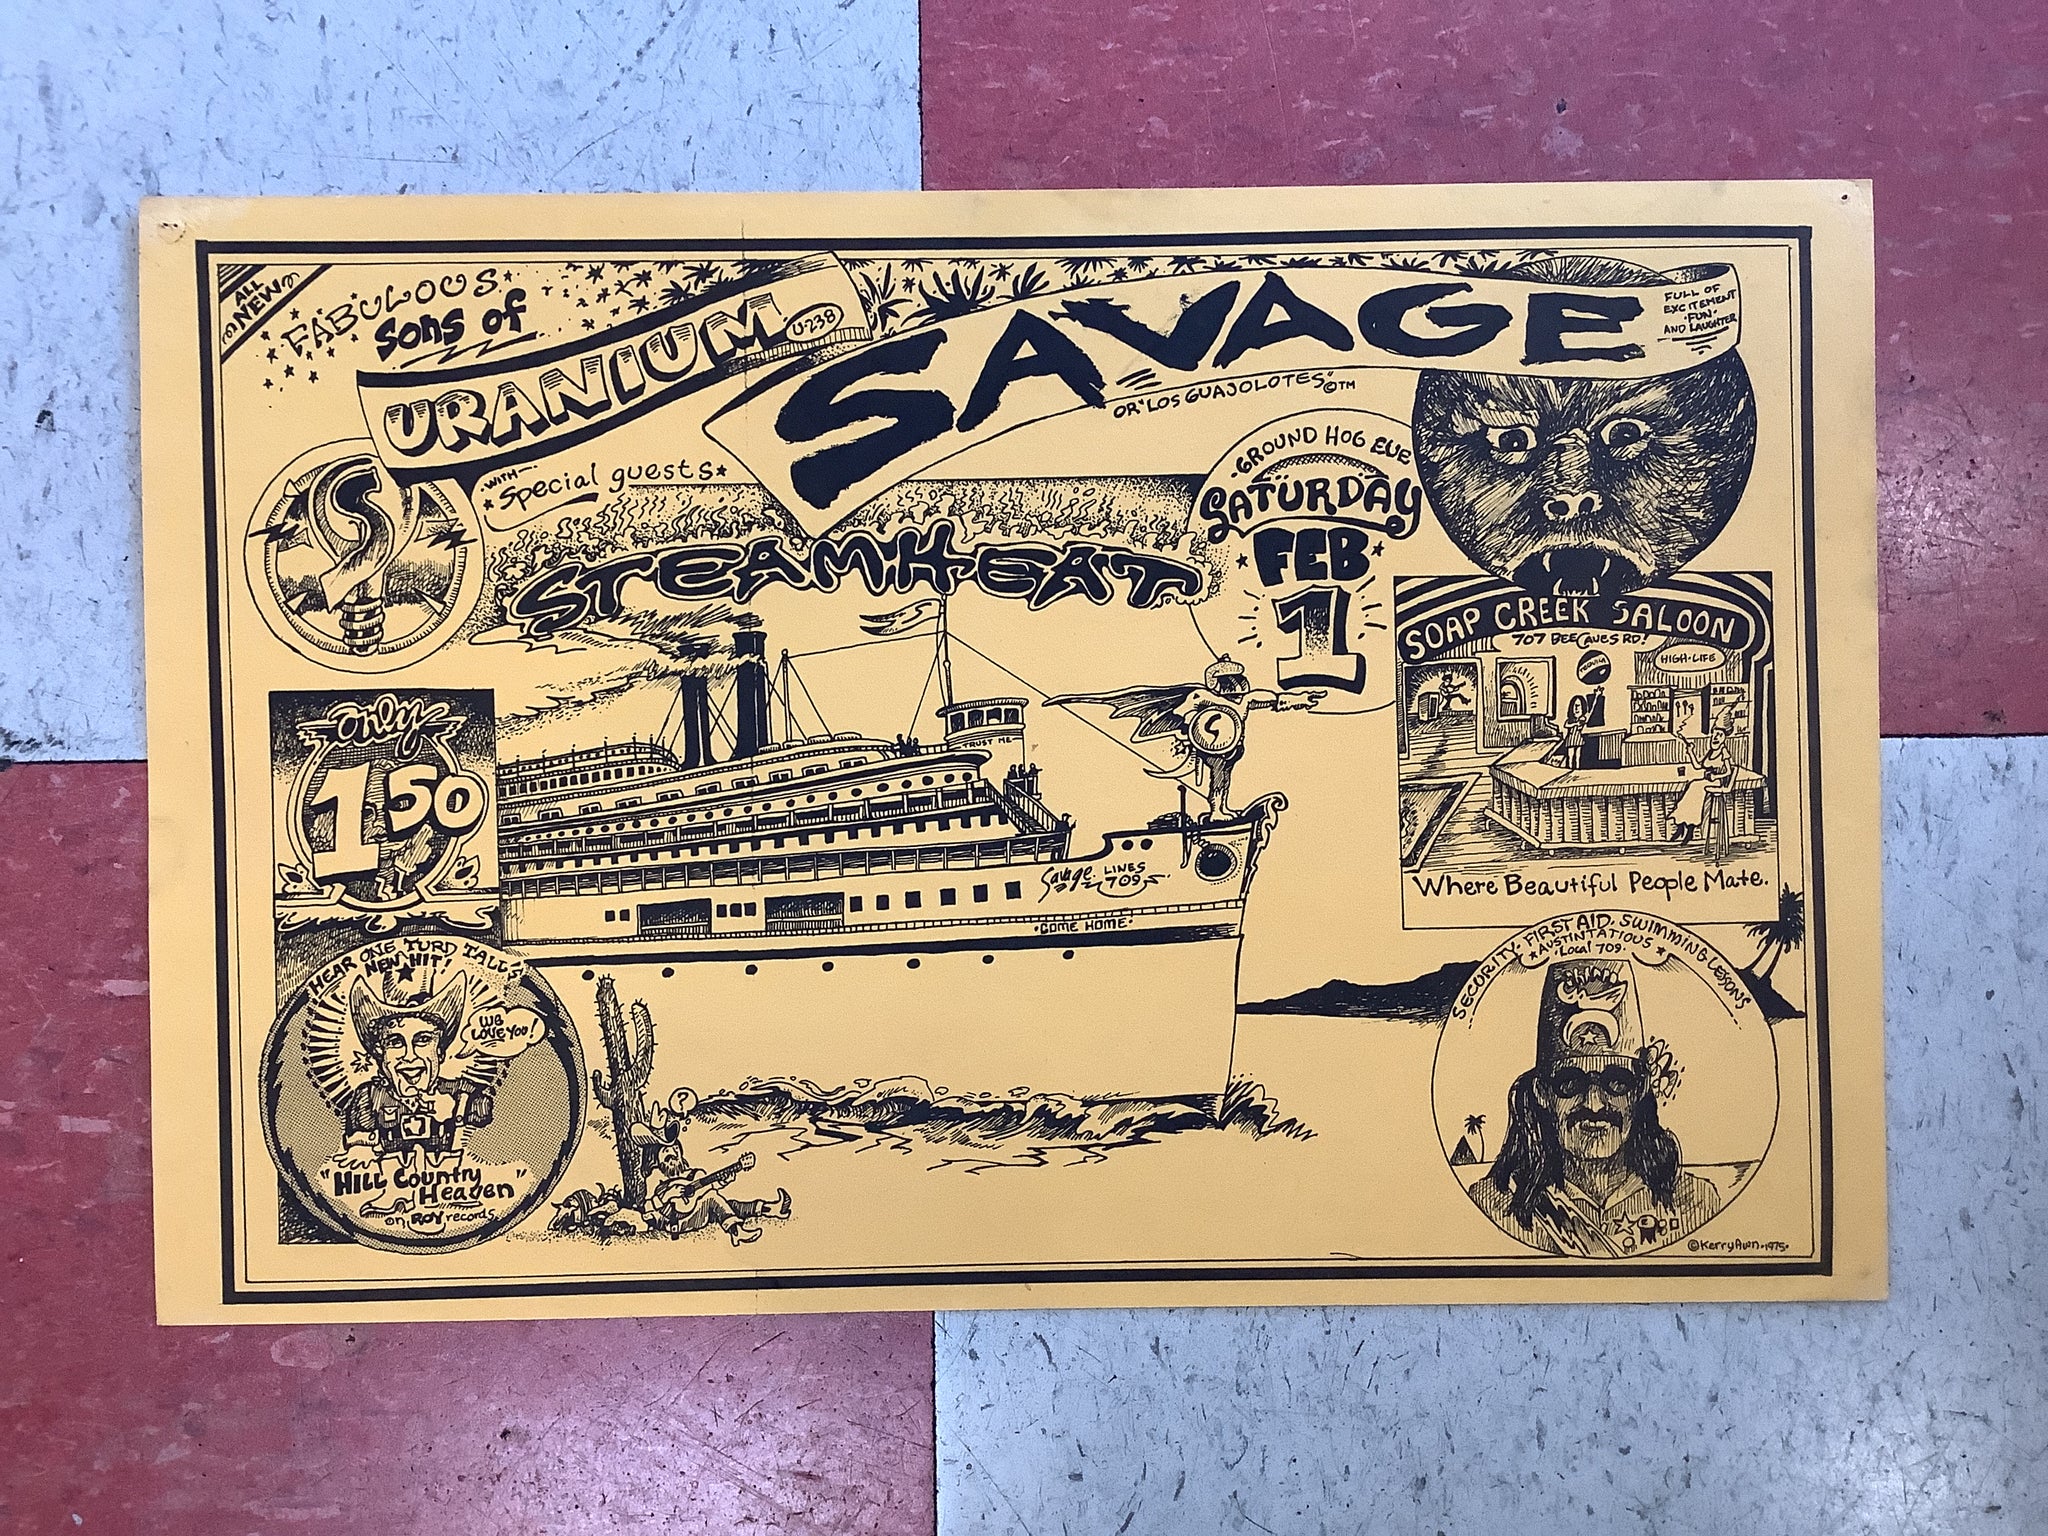 ALL
NEW
FABULOUS
Sons of
URANIUM
U-238
SAVAGE
FULL OF
EXCITEMENT
·FUN·
AND LAUGHTER
OR "LOS GUAJOLOTES" ©TM
·WITH—·
Special guests
S
STEAM·HEAT
·GROUND HOG EVE
SATURDAY
FEB
1
SOAP CREEK SALOON
707 BEE CAVES RD!
HIGH-LIFE
Where Beautiful People Mate.
Only
1 50
TRUST ME
Savage LINES
709
·COME HOME·
HEAR ONE TURD TALL'S
NEW HIT!
WE
LOVE YOU!
"HILL Country
Heaven"
on ROY records
?
SECURITY· FIRST AID, SWIMMING LESSONS
AUSTINTATIOUS
·Local 709·
©Kerry Awn·1975·